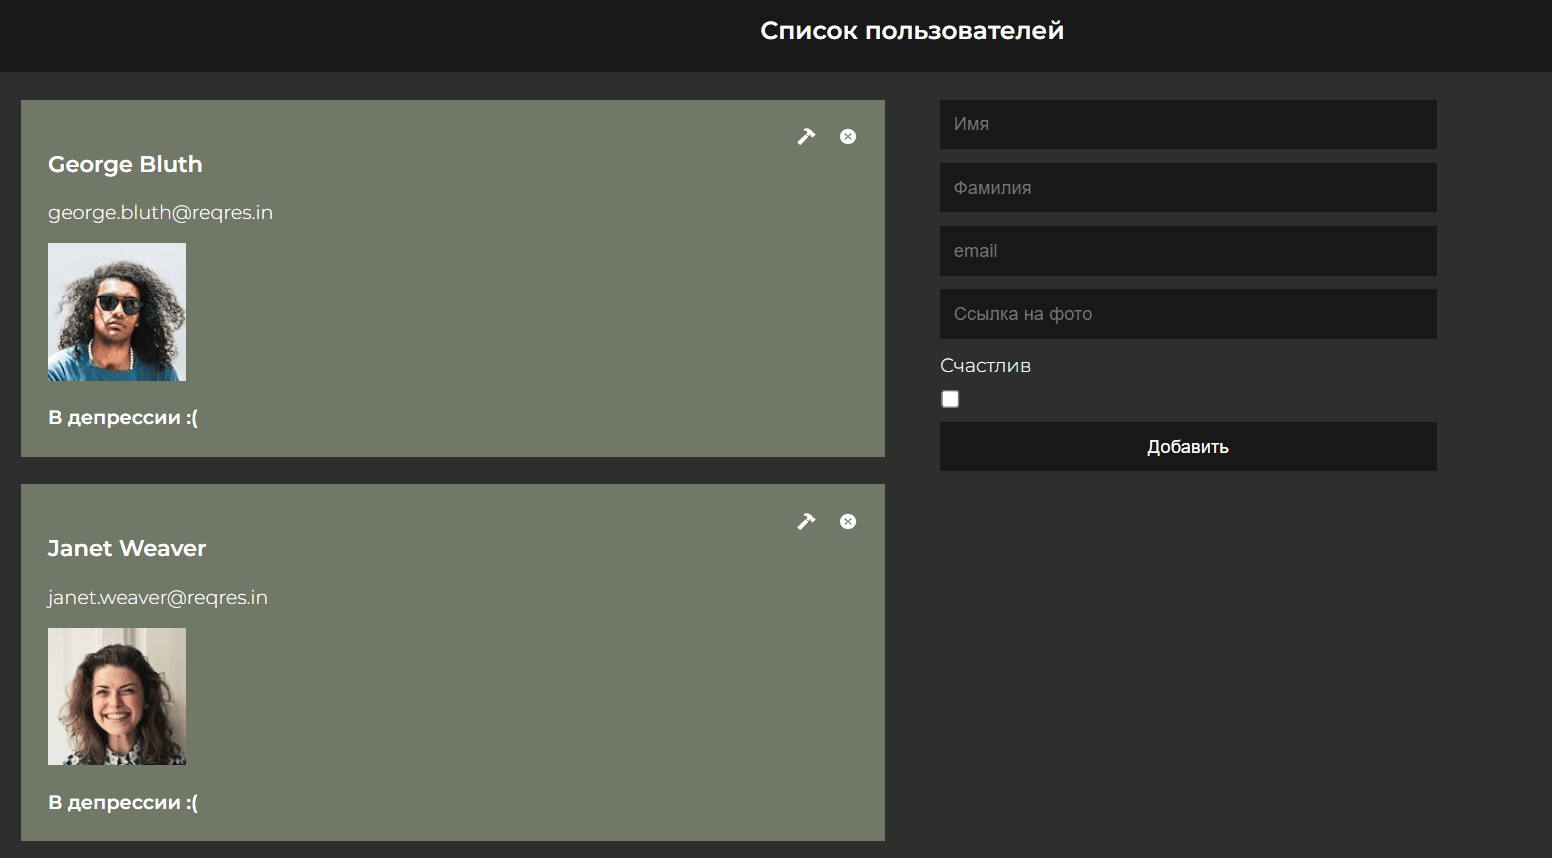 Список пользователей
George Bluth
george.bluth@reqres.in
В депрессии :(
Janet Weaver
janet.weaver@reqres.in
В депрессии :(
Имя
Фамилия
email
Ссылка на фото
Счастлив
Добавить